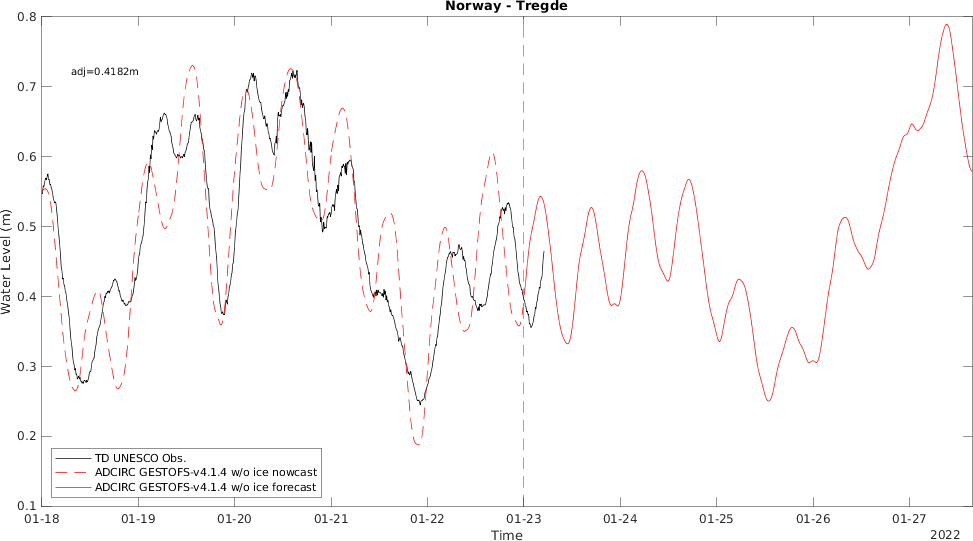 Norway - Tregde
adj=0.4182m
Water Level (m)
0.8
0.7
0.6
0.5
0.4
0.3
0.2
0.1
TD UNESCO Obs.
ADCIRC GESTOFS-v4.1.4 w/o ice nowcast
ADCIRC GESTOFS-v4.1.4 w/o ice forecast
01-18 01-19 01-20 01-21 01-22 01-23 01-24 01-25 01-26 01-27
Time
2022